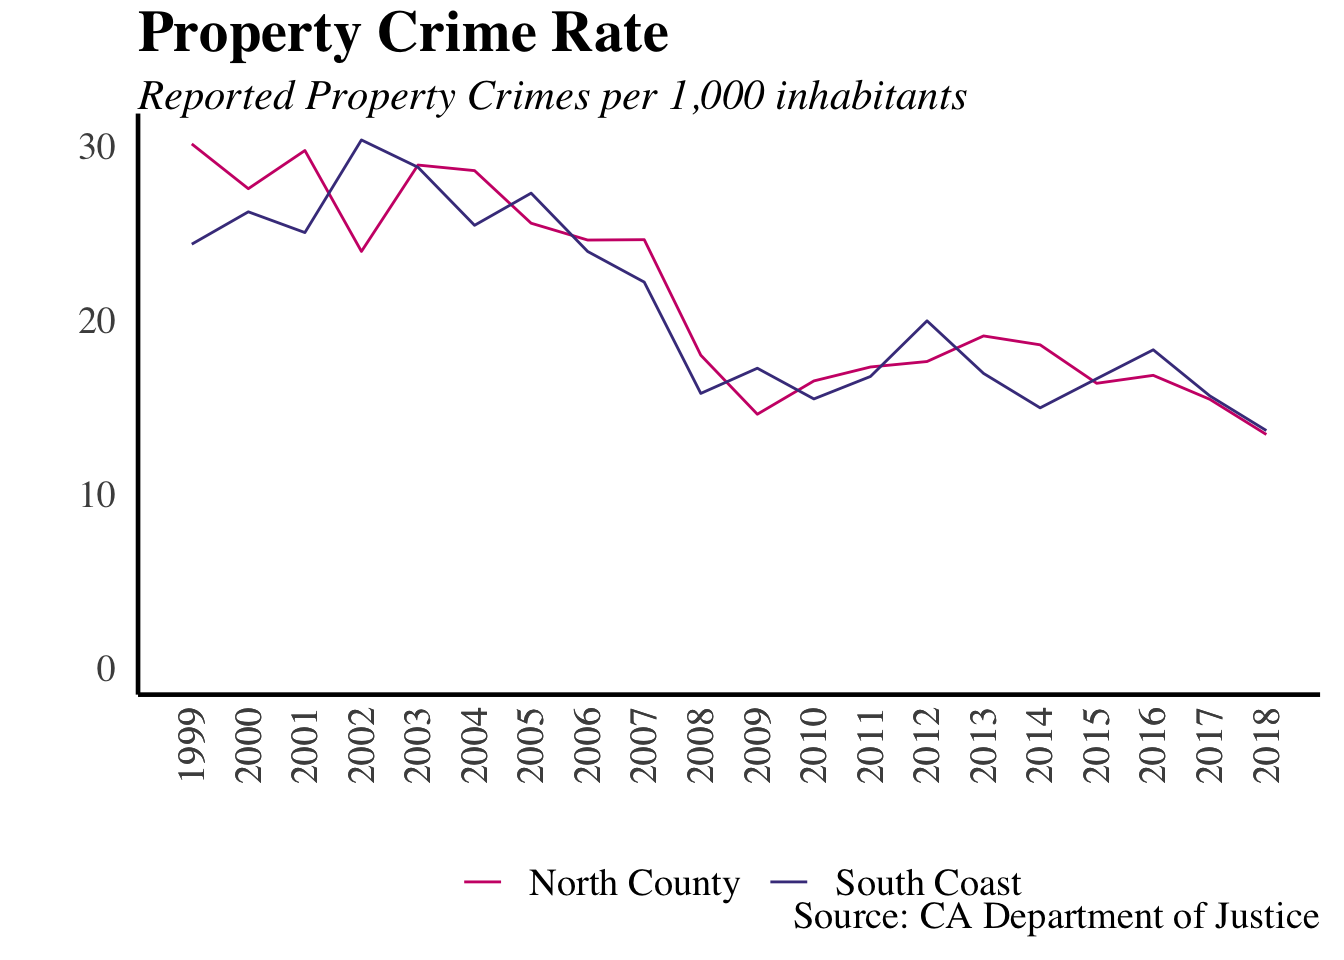 Property Crime Rate
Reported Property Crimes per 1,000 inhabitants
30
20
10
0
1999 2000 2001 2002 2003 2004 2005 2006 2007 2008 2009 2010 2011 2012 2013 2014 2015 2016 2017 2018
North County South Coast
Source: CA Department of Justice